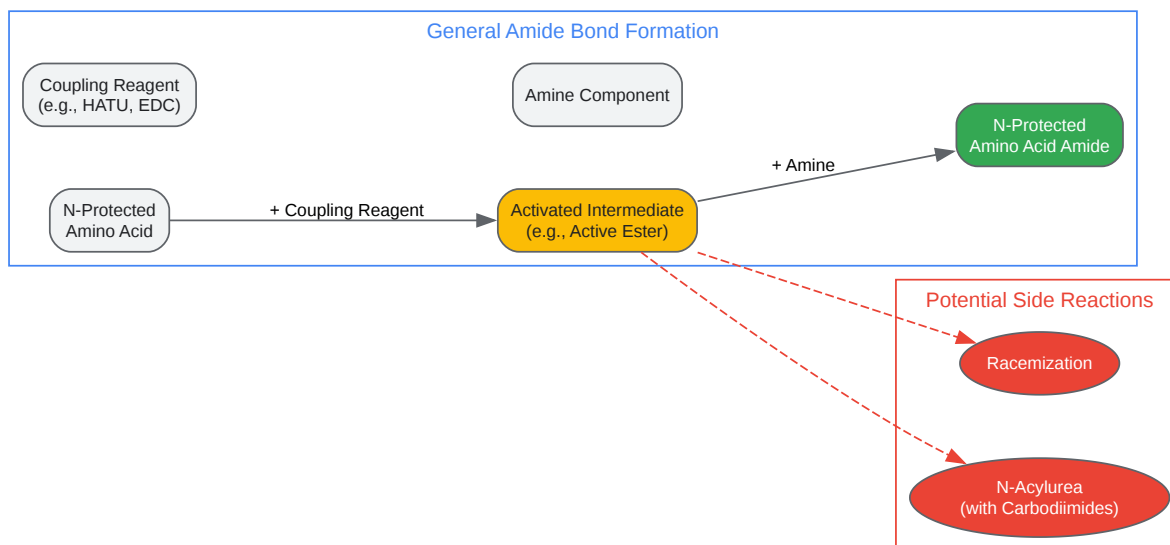 General Amide Bond Formation
Coupling Reagent
(e.g., HATU, EDC)
Amine Component
N-Protected
Amino Acid Amide
+ Amine
N-Protected
Amino Acid
+ Coupling Reagent
Activated Intermediate
(e.g., Active Ester)
Potential Side Reactions
Racemization
N-Acylurea
(with Carbodiimides)